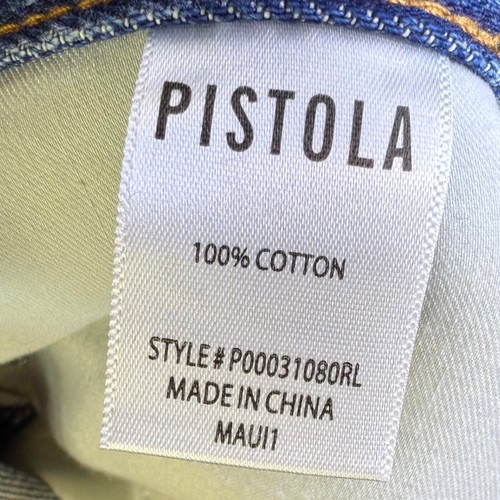 PISTOLA
100% COTTON
STYLE# P00031080RL
MADE IN CHINA
MAUI1